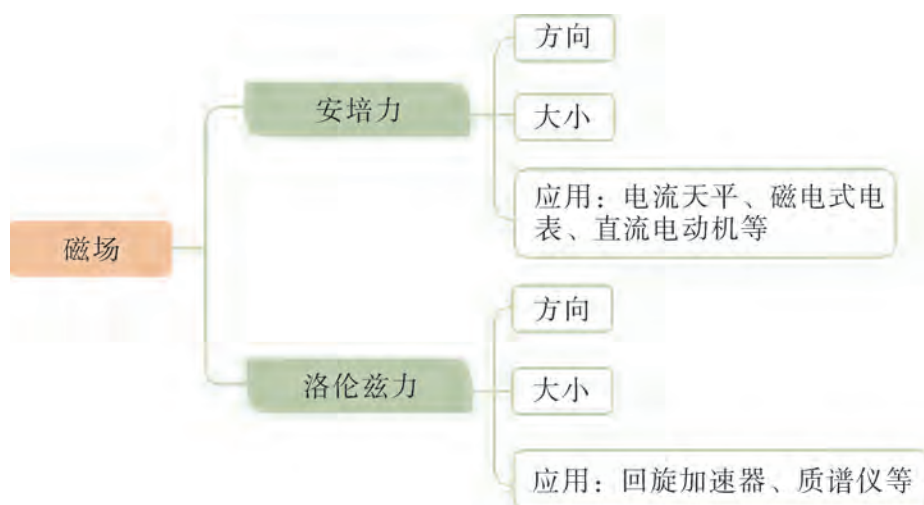 磁场
安培力
方向
大小
应用：电流天平、磁电式电
表、直流电动机等
洛伦兹力
方向
大小
应用：回旋加速器、质谱仪等